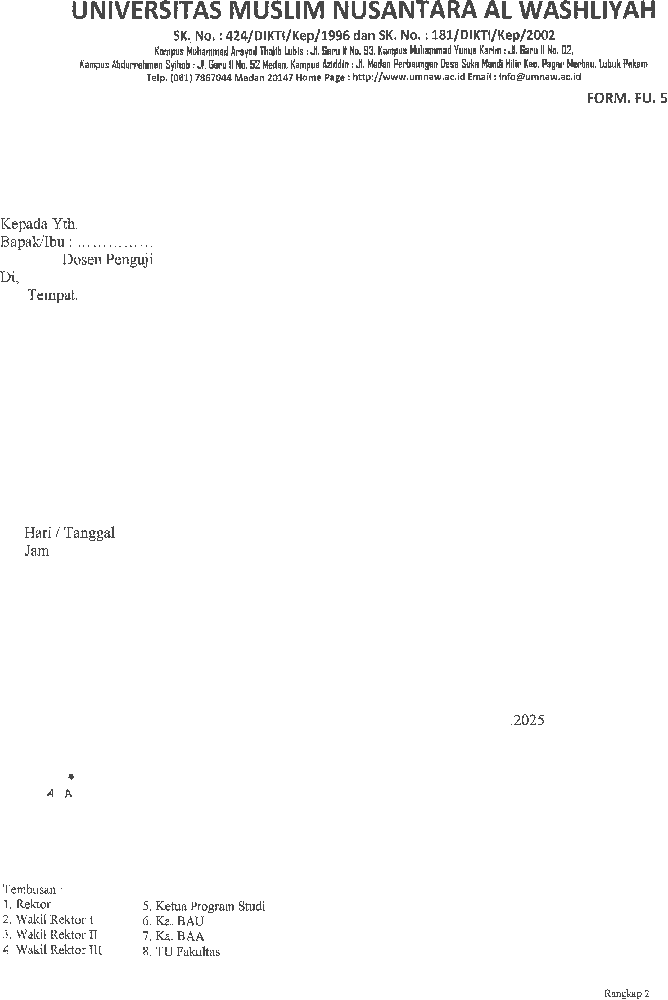 UNIVERSITAS MUSLIM NUSANTARA AL WASHLIYAH
SK. No. : 424/DIKTI/Kep/1996 dan SK. No. : 181/DIKTI/Kep/2002
Kampus Muhammad Arsyad Thalib Lubis : Jl. Garu II No. 93, Kampus Muhammad Yunus Karim : Jl. Garu II No. 02,
Kampus Abdurrahman Syihub : Jl. Garu II No. 52 Medan, Kampus Aziddin : Jl. Medan Perbaungan Desa Suka Mandi Hilir Kec. Pagar Merbau, Lubuk Pakam
Telp. (061) 7867044 Medan 20147 Home Page : http://www.umnaw.ac.id Email : info@umnaw.ac.id
FORM. FU. 5
Kepada Yth.
Bapak/Ibu : ...............
Dosen Penguji
Di,
Tempat.
Hari / Tanggal
Jam
.2025
A A
Tembusan :
1. Rektor
2. Wakil Rektor I
3. Wakil Rektor II
4. Wakil Rektor III
5. Ketua Program Studi
6. Ka. BAU
7. Ka. BAA
8. TU Fakultas
Rangkap 2